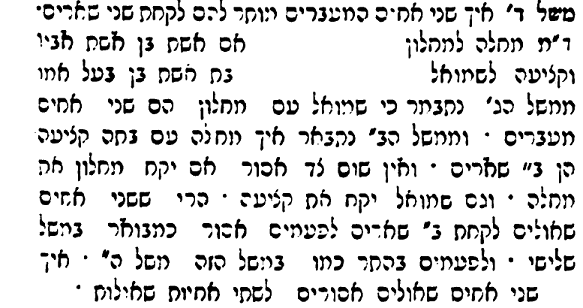 משל ד' איך שני אחים המעברים מותר להם לקחת שני שארים.
ד"מ מחלה למחלון אם אשת בן אשת אביו
וקליעה לשמואל בת אשת בן בעל אמו
ממשל הג' נתבאר כי שמואל עם מחלון הם שני אחים
מעברים . וממשל הב' נתבאר איך מחלה עם בתה קליעה
הן ב' שארים . ואין שום צד אסור אם יקח מחלון את
מחלה . וגם שמואל יקח את קליעה . הרי ששני אחים
שאולים לקחת ב' שארים לפעמים אסור כמבואר במשל
שלישי . ולפעמים בהתר כמו במשל הזה משל ה' . איך
שני אחים שאולים אסורים לשתי אחיות שאולות .